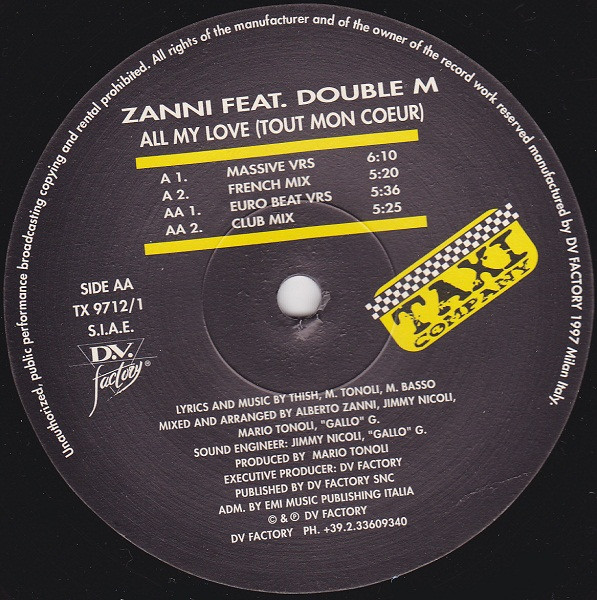 Unauthorized, public performance broadcasting copying and rental prohibited. All rights of the manufacturer and of the owner of the record work reserved manufactured by DV FACTORY 1997 Milan Italy.
ZANNI FEAT. DOUBLE M
ALL MY LOVE (TOUT MON COEUR)
A 1. MASSIVE VRS 6:10
A 2. FRENCH MIX 5:20
AA 1. EURO BEAT VRS 5:36
AA 2. CLUB MIX 5:25
SIDE AA
TX 9712/1
S.I.A.E.
D.V.
factory®
TAXI
COMPANY
LYRICS AND MUSIC BY THISH, M. TONOLI, M. BASSO
MIXED AND ARRANGED BY ALBERTO ZANNI, JIMMY NICOLI,
MARIO TONOLI, "GALLO" G.
SOUND ENGINEER: JIMMY NICOLI, "GALLO" G.
PRODUCED BY MARIO TONOLI
EXECUTIVE PRODUCER: DV FACTORY
PUBLISHED BY DV FACTORY SNC
ADM. BY EMI MUSIC PUBLISHING ITALIA
© & ℗ DV FACTORY
DV FACTORY PH. +39.2.33609340